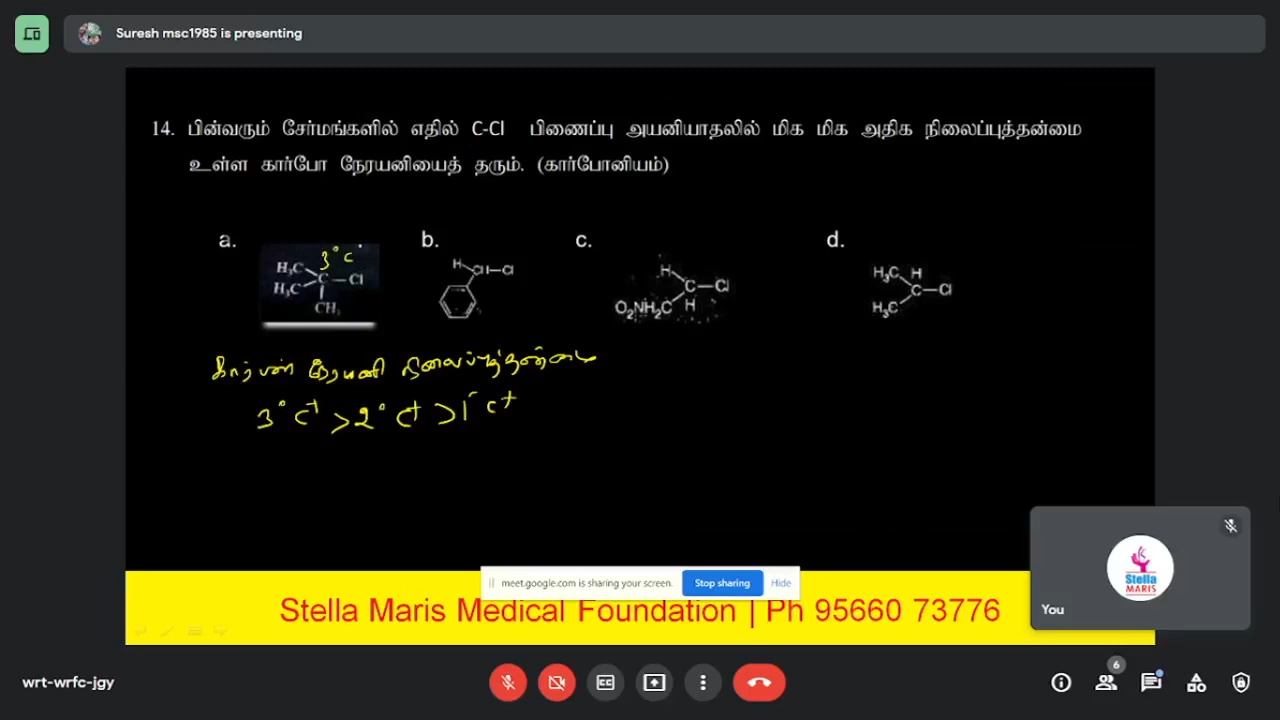 Suresh msc1985 is presenting
14. பின்வரும் சேர்மங்களில் எதில் C-Cl பிணைப்பு அயனியாதலில் மிக மிக அதிக நிலைப்புத்தன்மை
உள்ள கார்போ நேரயனியைத் தரும். (கார்போனியம்)
a. b. c. d.
3° C
H₃C C—Cl
H₃C
CH₃
H CH—Cl
H C—Cl
O₂NH₂C H
H₃C H
C—Cl
H₃C
கார்பன் நேரயனி நிலைப்புத்தன்மை
3° C⁺ > 2° C⁺ > 1° C⁺
meet.google.com is sharing your screen. Stop sharing Hide
Stella Maris Medical Foundation | Ph 95660 73776
Stella
MARIS
You
wrt-wrfc-jgy
6